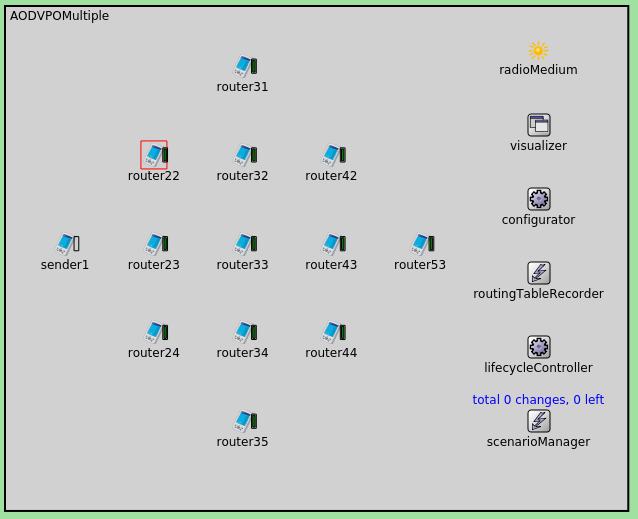 AODVPOMultiple
radioMedium
router31
visualizer
router22 router32 router42
configurator
sender1 router23 router33 router43 router53
routingTableRecorder
router24 router34 router44
lifecycleController
total 0 changes, 0 left
router35
scenarioManager